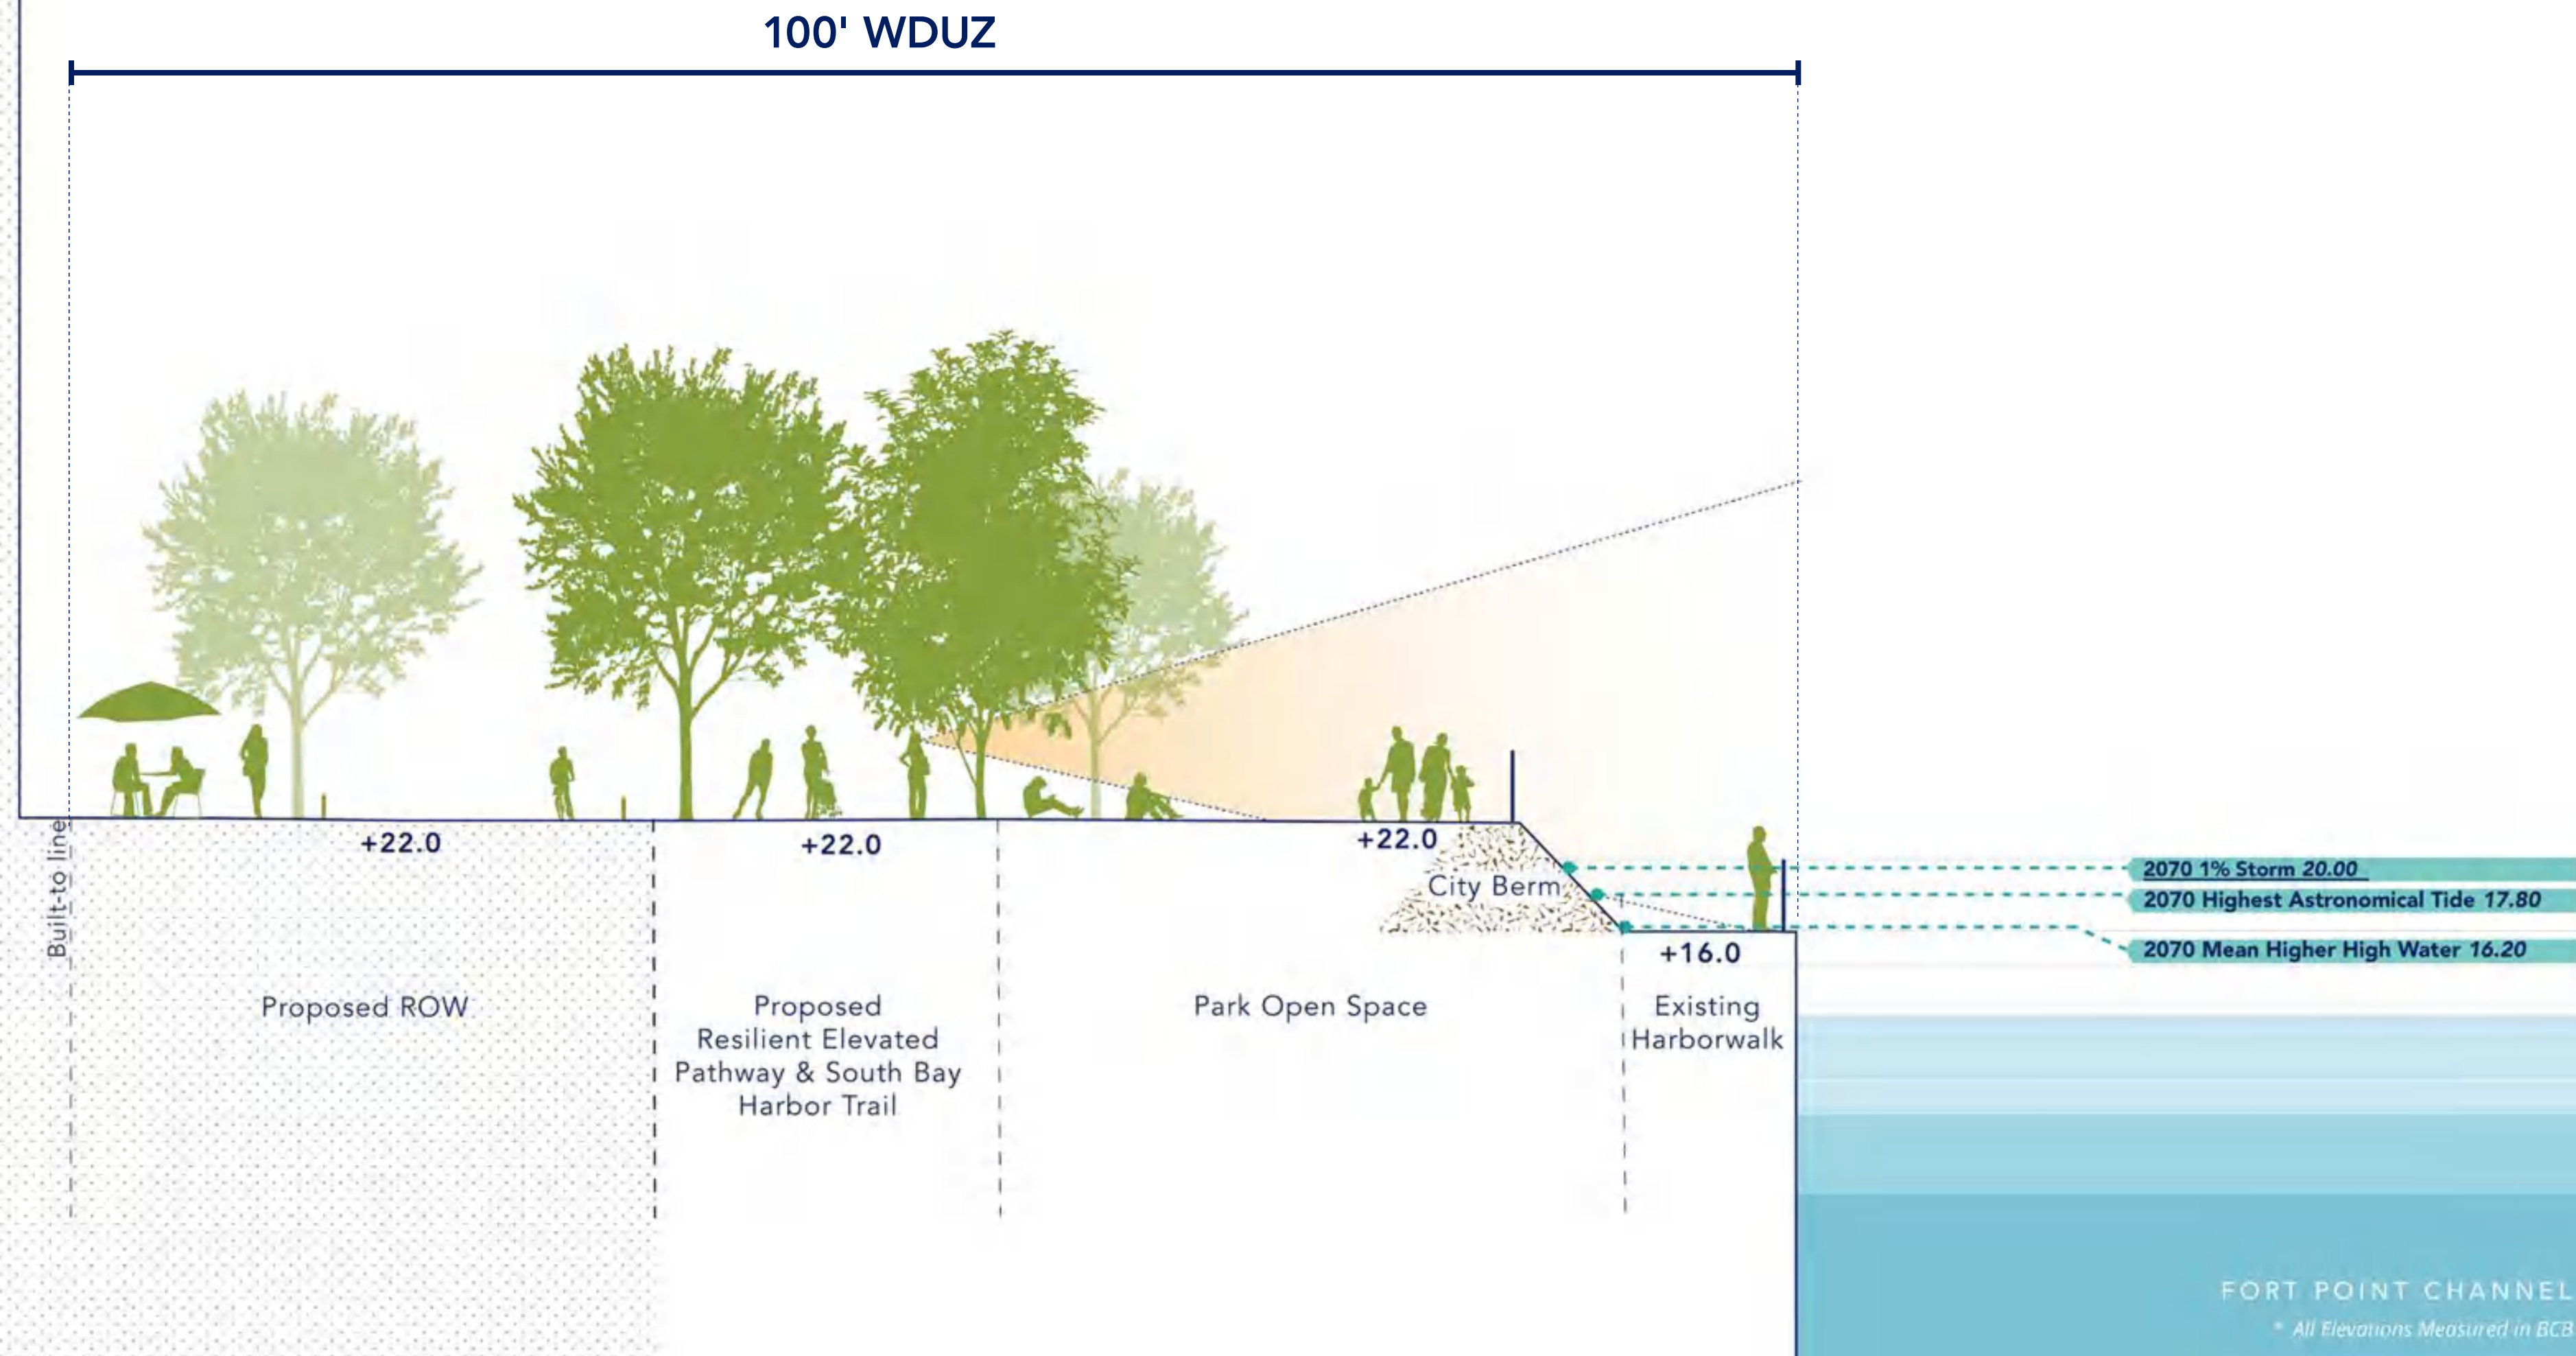 100' WDUZ
Built-to line
+22.0
+22.0
+22.0
City Berm
+16.0
2070 1% Storm 20.00
2070 Highest Astronomical Tide 17.80
2070 Mean Higher High Water 16.20
Proposed ROW
Proposed
Resilient Elevated
Pathway & South Bay
Harbor Trail
Park Open Space
Existing
Harborwalk
FORT POINT CHANNEL
* All Elevations Measured in BCB